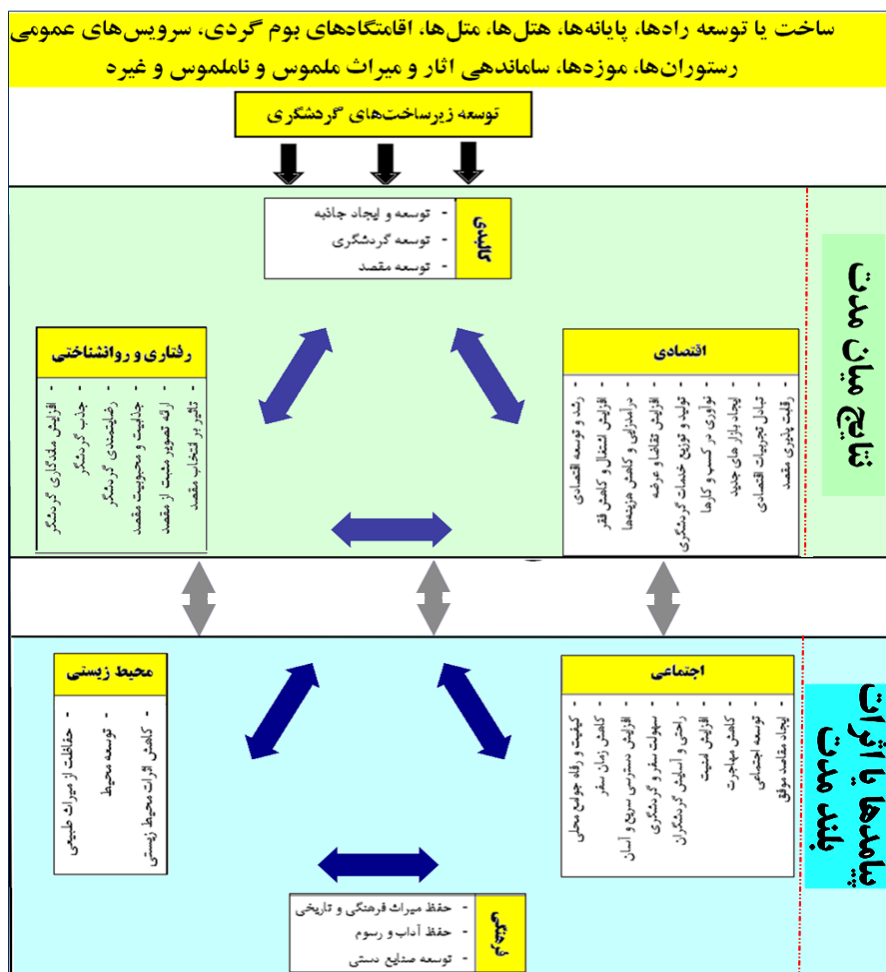 ساخت یا توسعه رادها، پایانه‌ها، هتل‌ها، متل‌ها، اقامتگادهای بوم گردی، سرویس‌های عمومی
رستوران‌ها، موزه‌ها، ساماندهی اثار و میراث ملموس و ناملموس و غیره
توسعه زیرساخت‌های گردشگری
نتایج میان مدت
کالبدی
- توسعه و ایجاد جاذبه
- توسعه گردشگری
- توسعه مقصد
اقتصادی
- رقابت پذیری مقصد
- تبادل تجربیات اقتصادی
- ایجاد بازار های جدید
- نوآوری در کسب و کارها
- تولید و توزیع خدمات گردشگری
- افزایش تقاضا و عرضه
- درآمدزایی و کاهش هزینه‌ها
- افزایش اشتغال و کاهش فقر
- رشد و توسعه اقتصادی
رفتاری و روانشناختی
- تاثیر بر انتخاب مقصد
- ارائه تصویر مثبت از مقصد
- جذابیت و محبوبیت مقصد
- رضایتمندی گردشگر
- جذب گردشگر
- افزایش ماندگاری گردشگر
پیامدها یا اثرات
بلند مدت
اجتماعی
- ایجاد مقاصد موفق
- توسعه اجتماعی
- کاهش مهاجرت
- افزایش امنیت
- راحتی و آسایش گردشگران
- سهولت سفر و گردشگری
- افزایش دسترسی سریع و آسان
- کاهش زمان سفر
- کیفیت و رفاه جوامع محلی
محیط زیستی
- کاهش اثرات محیط زیستی
- توسعه محیط
- حفاظت از میراث طبیعی
فرهنگی
- حفظ میراث فرهنگی و تاریخی
- حفظ آداب و رسوم
- توسعه صنایع دستی